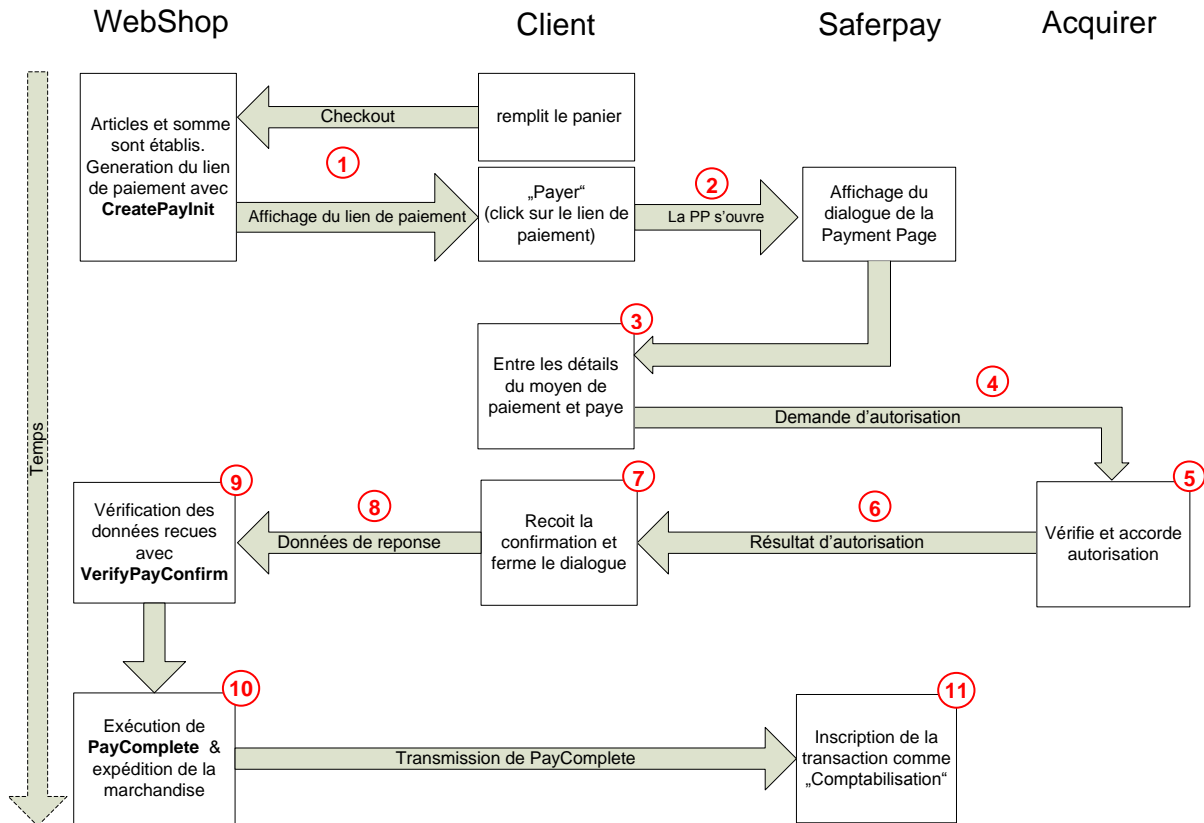 WebShop
Client
Saferpay
Acquirer
Articles et somme
sont établis.
Generation du lien
de paiement avec
CreatePayInit
Checkout
remplit le panier
1
Affichage du lien de paiement
„Payer“
(click sur le lien de
paiement)
2
La PP s’ouvre
Affichage du
dialogue de la
Payment Page
3
Entre les détails
du moyen de
paiement et paye
4
Demande d’autorisation
Temps
5
Vérifie et accorde
autorisation
6
Résultat d’autorisation
7
Recoit la
confirmation et
ferme le dialogue
8
Données de reponse
9
Vérification des
données recues
avec
VerifyPayConfirm
10
Exécution de
PayComplete &
expédition de la
marchandise
Transmission de PayComplete
11
Inscription de la
transaction comme
„Comptabilisation“